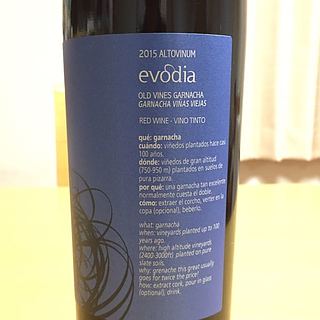 2015 ALTOVINUM
evodia
OLD VINES GARNACHA
GARNACHA VIÑAS VIEJAS
RED WINE - VINO TINTO
qué: garnacha
cuándo: viñedos plantados hace casi
100 años.
dónde: viñedos de gran altitud
(750-950 m) plantados en suelos de
pura pizarra.
por qué: una garnacha tan excelente
normalmente cuesta el doble.
cómo: extraer el corcho, verter en la
copa (opcional), beberlo.
what: garnacha
when: vineyards planted up to 100
years ago.
where: high altitude vineyards
(2400-3000ft) planted on pure
slate soils.
why: grenache this great usually
goes for twice the price!
how: extract cork, pour in glass
(optional), drink.